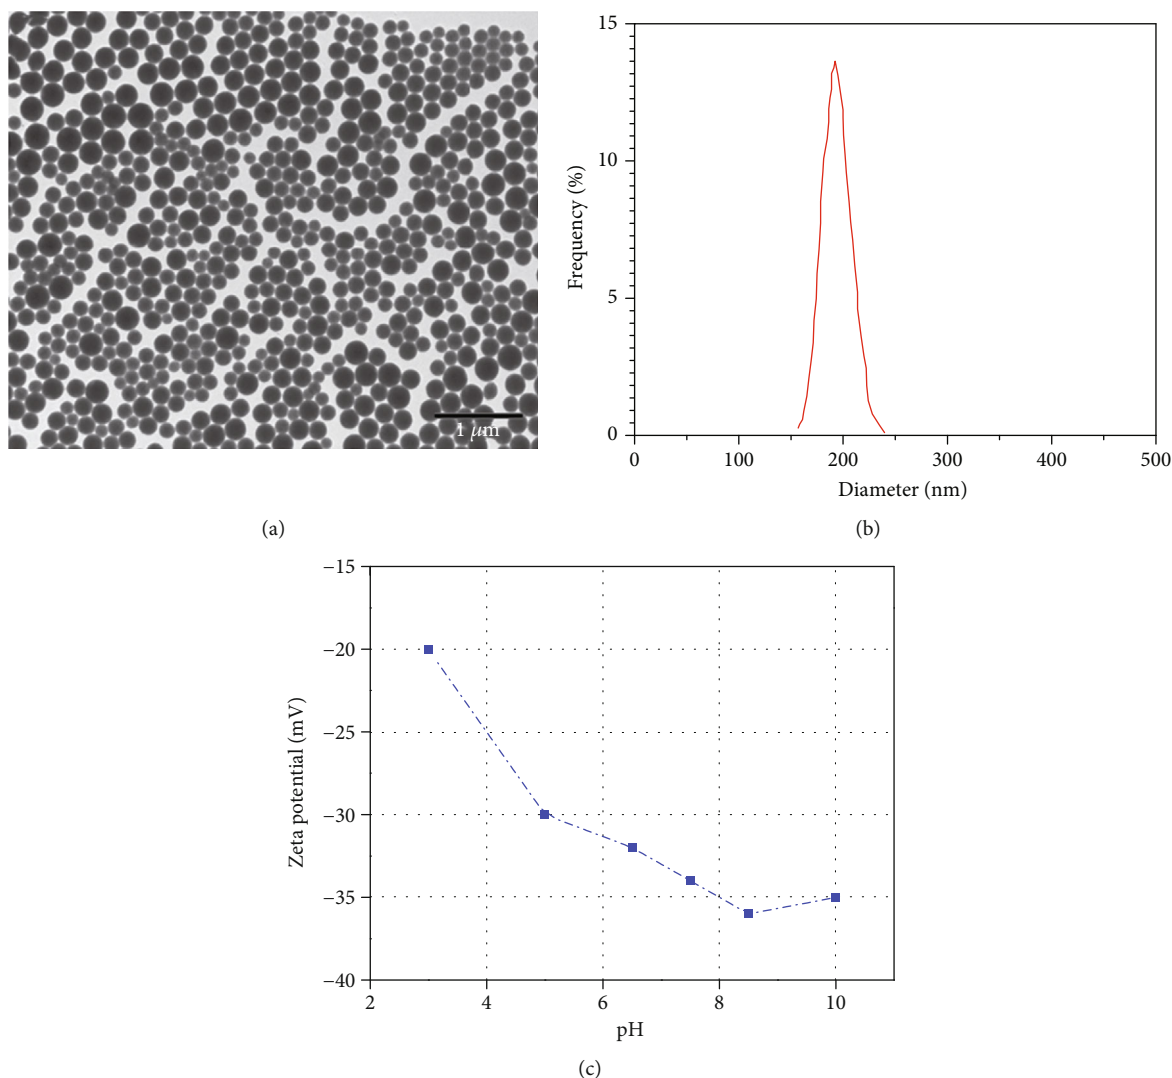 1 μm
(a)
15
10
5
0
Frequency (%)
0 100 200 300 400 500
Diameter (nm)
(b)
−15
−20
−25
−30
−35
−40
Zeta potential (mV)
2 4 6 8 10
pH
(c)